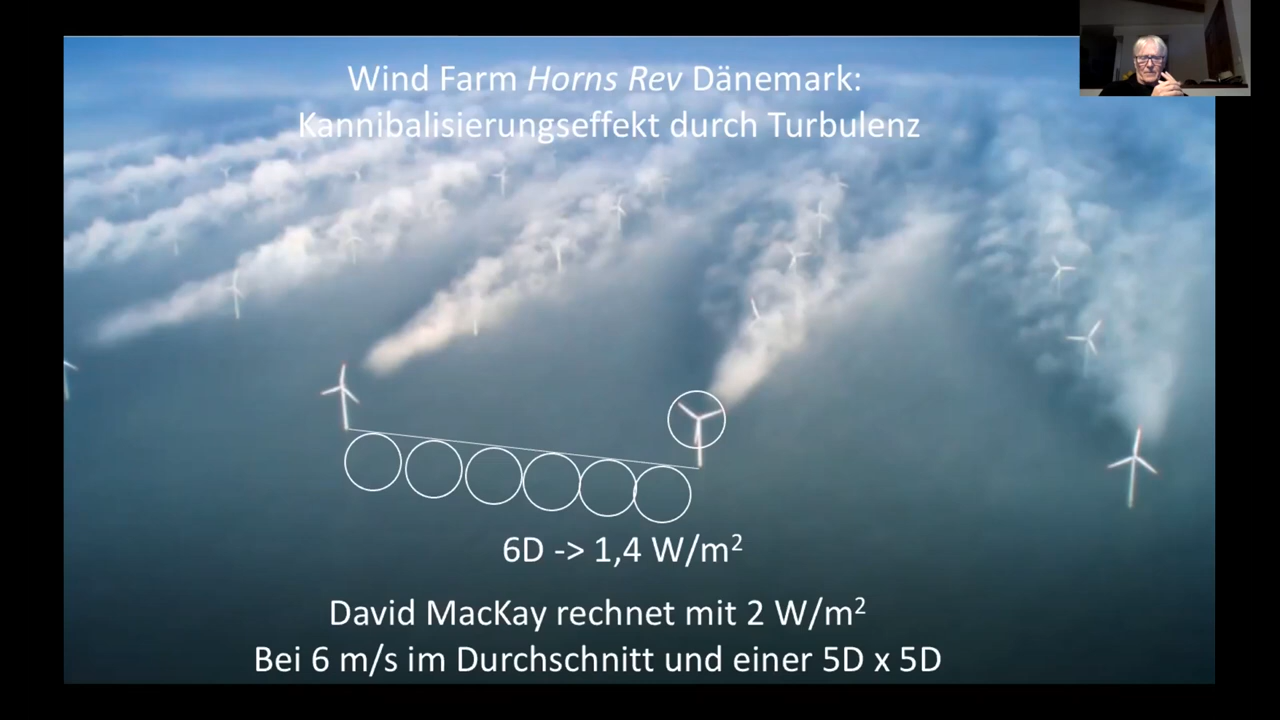 Wind Farm Horns Rev Dänemark:
Kannibalisierungseffekt durch Turbulenz
6D -> 1,4 W/m²
David MacKay rechnet mit 2 W/m²
Bei 6 m/s im Durchschnitt und einer 5D x 5D